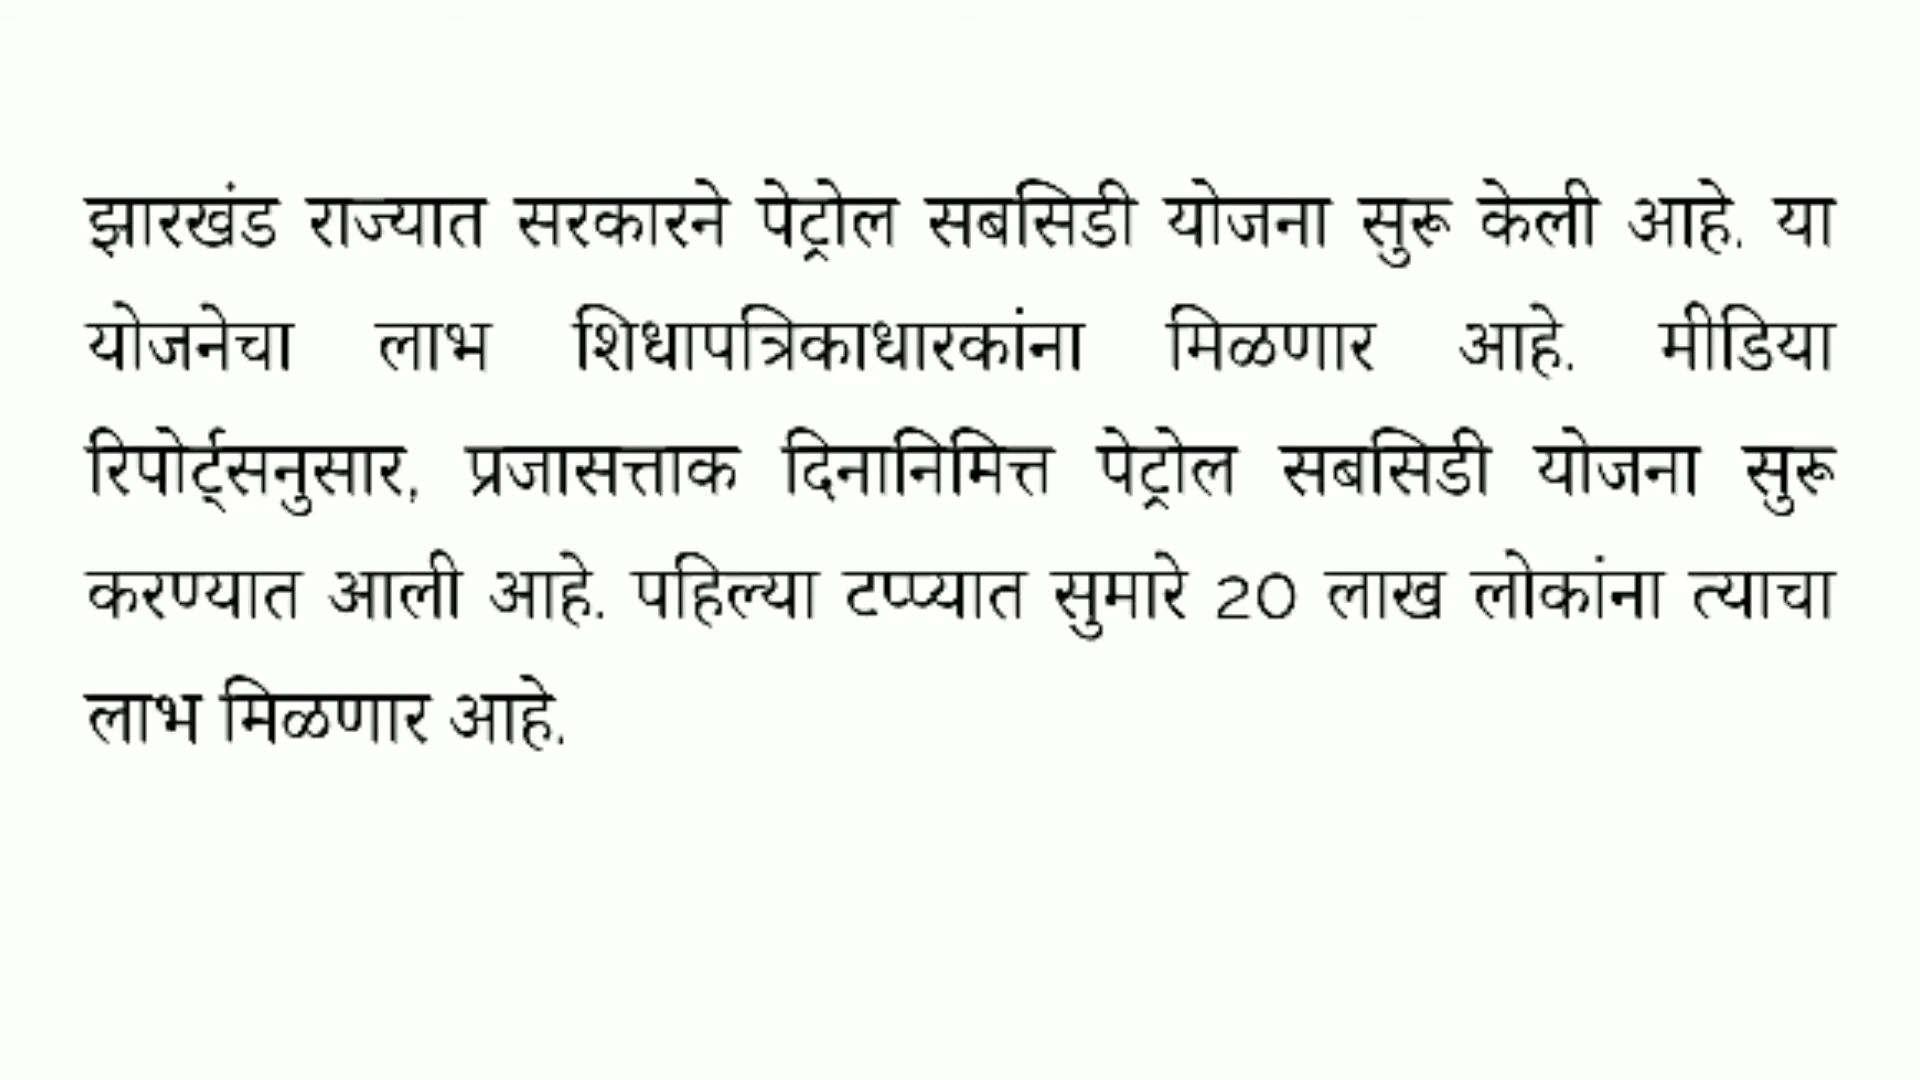 झारखंड राज्यात सरकारने पेट्रोल सबसिडी योजना सुरू केली आहे. या
योजनेचा लाभ शिधापत्रिकाधारकांना मिळणार आहे. मीडिया
रिपोर्ट्सनुसार, प्रजासत्ताक दिनानिमित्त पेट्रोल सबसिडी योजना सुरू
करण्यात आली आहे. पहिल्या टप्प्यात सुमारे 20 लाख लोकांना त्याचा
लाभ मिळणार आहे.